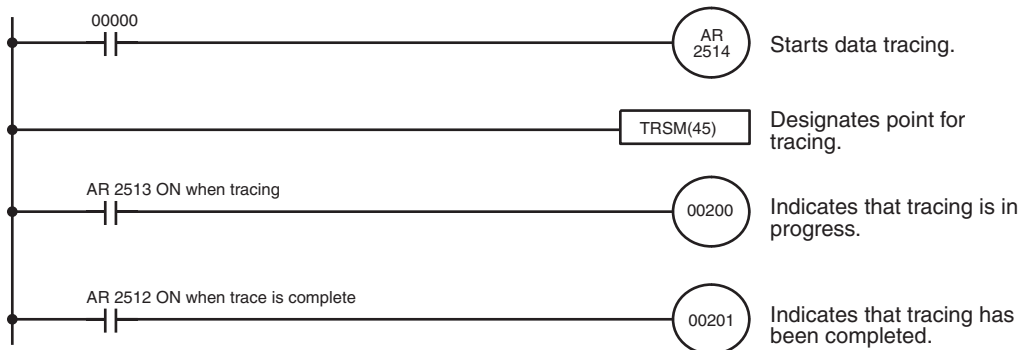 00000
AR
2514
Starts data tracing.
TRSM(45)
Designates point for
tracing.
AR 2513 ON when tracing
00200
Indicates that tracing is in
progress.
AR 2512 ON when trace is complete
00201
Indicates that tracing has
been completed.